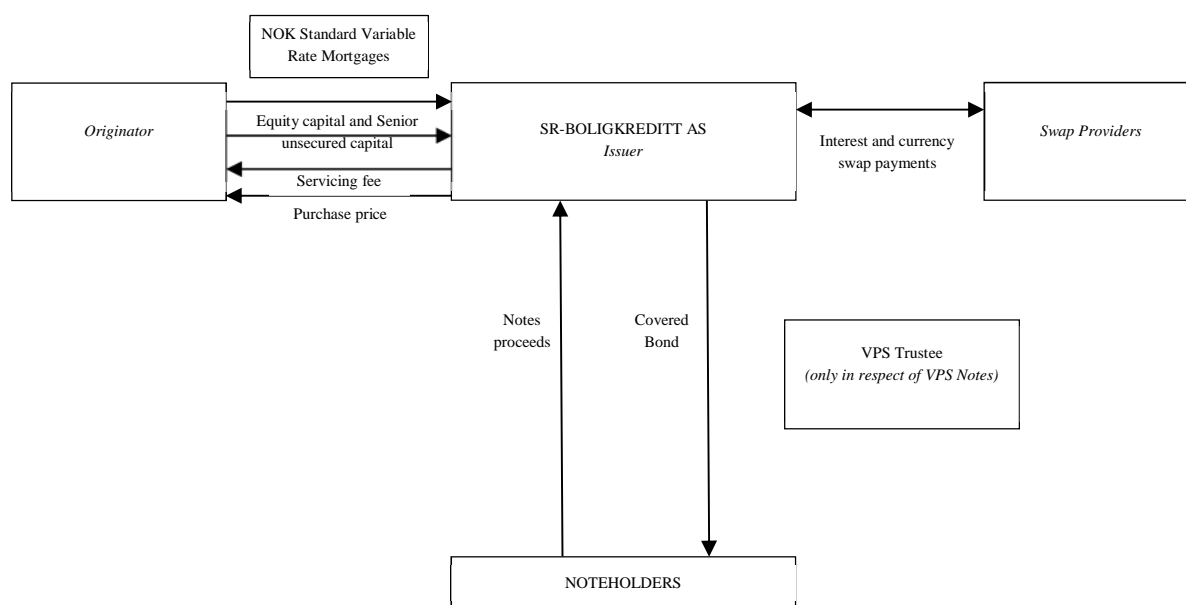 NOK Standard Variable
Rate Mortgages
Originator
Equity capital and Senior
unsecured capital
Servicing fee
Purchase price
SR-BOLIGKREDITT AS
Issuer
Interest and currency
swap payments
Swap Providers
Notes
proceeds
Covered
Bond
VPS Trustee
(only in respect of VPS Notes)
NOTEHOLDERS